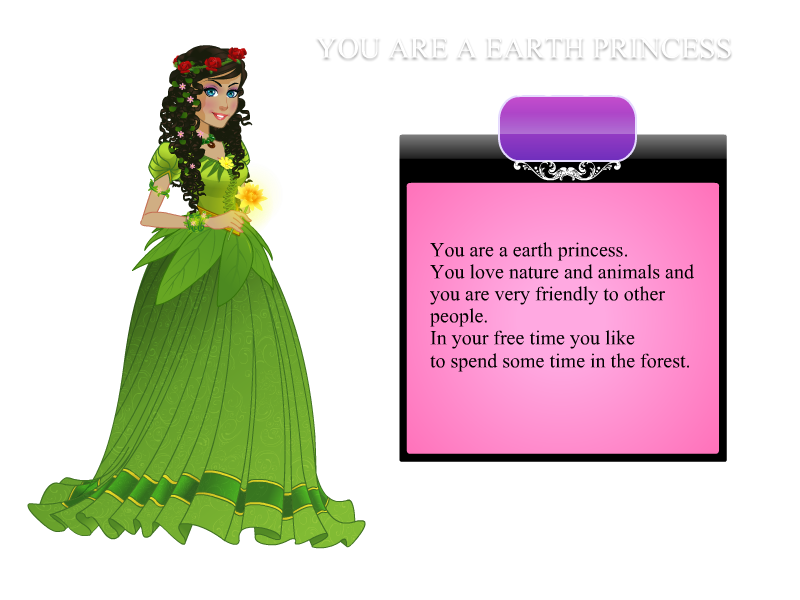 YOU ARE A EARTH PRINCESS
You are a earth princess.
You love nature and animals and
you are very friendly to other
people.
In your free time you like
to spend some time in the forest.